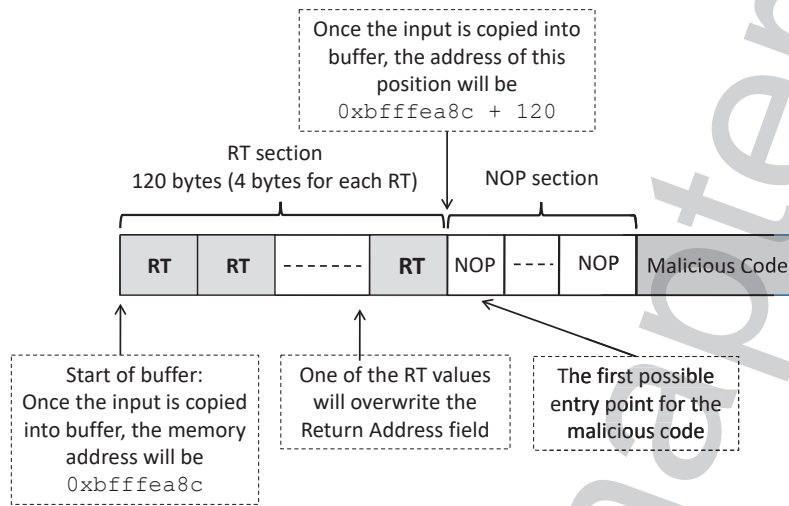 Once the input is copied into
buffer, the address of this
position will be
0xbfffea8c + 120
RT section
120 bytes (4 bytes for each RT)
NOP section
RT
RT
RT
NOP
NOP
Malicious Code
Start of buffer:
Once the input is copied
into buffer, the memory
address will be
0xbfffea8c
One of the RT values
will overwrite the
Return Address field
The first possible
entry point for the
malicious code